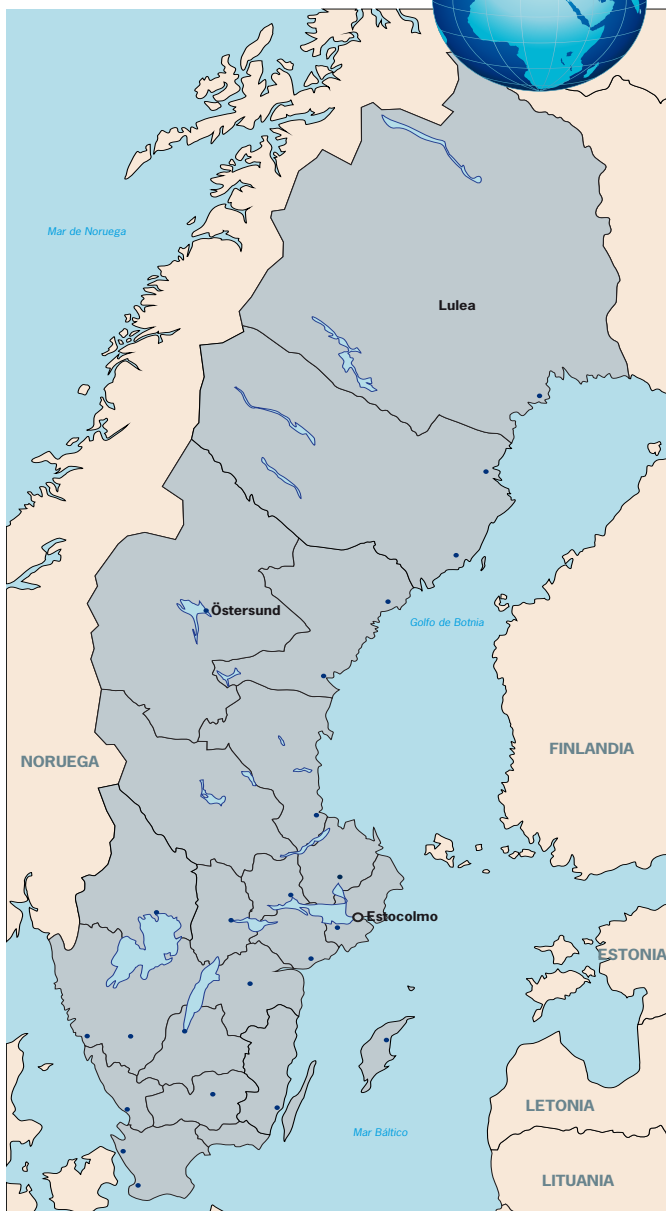 Mar de Noruega
Lulea
Östersund
Golfo de Botnia
NORUEGA
FINLANDIA
Estocolmo
ESTONIA
LETONIA
Mar Báltico
LITUANIA